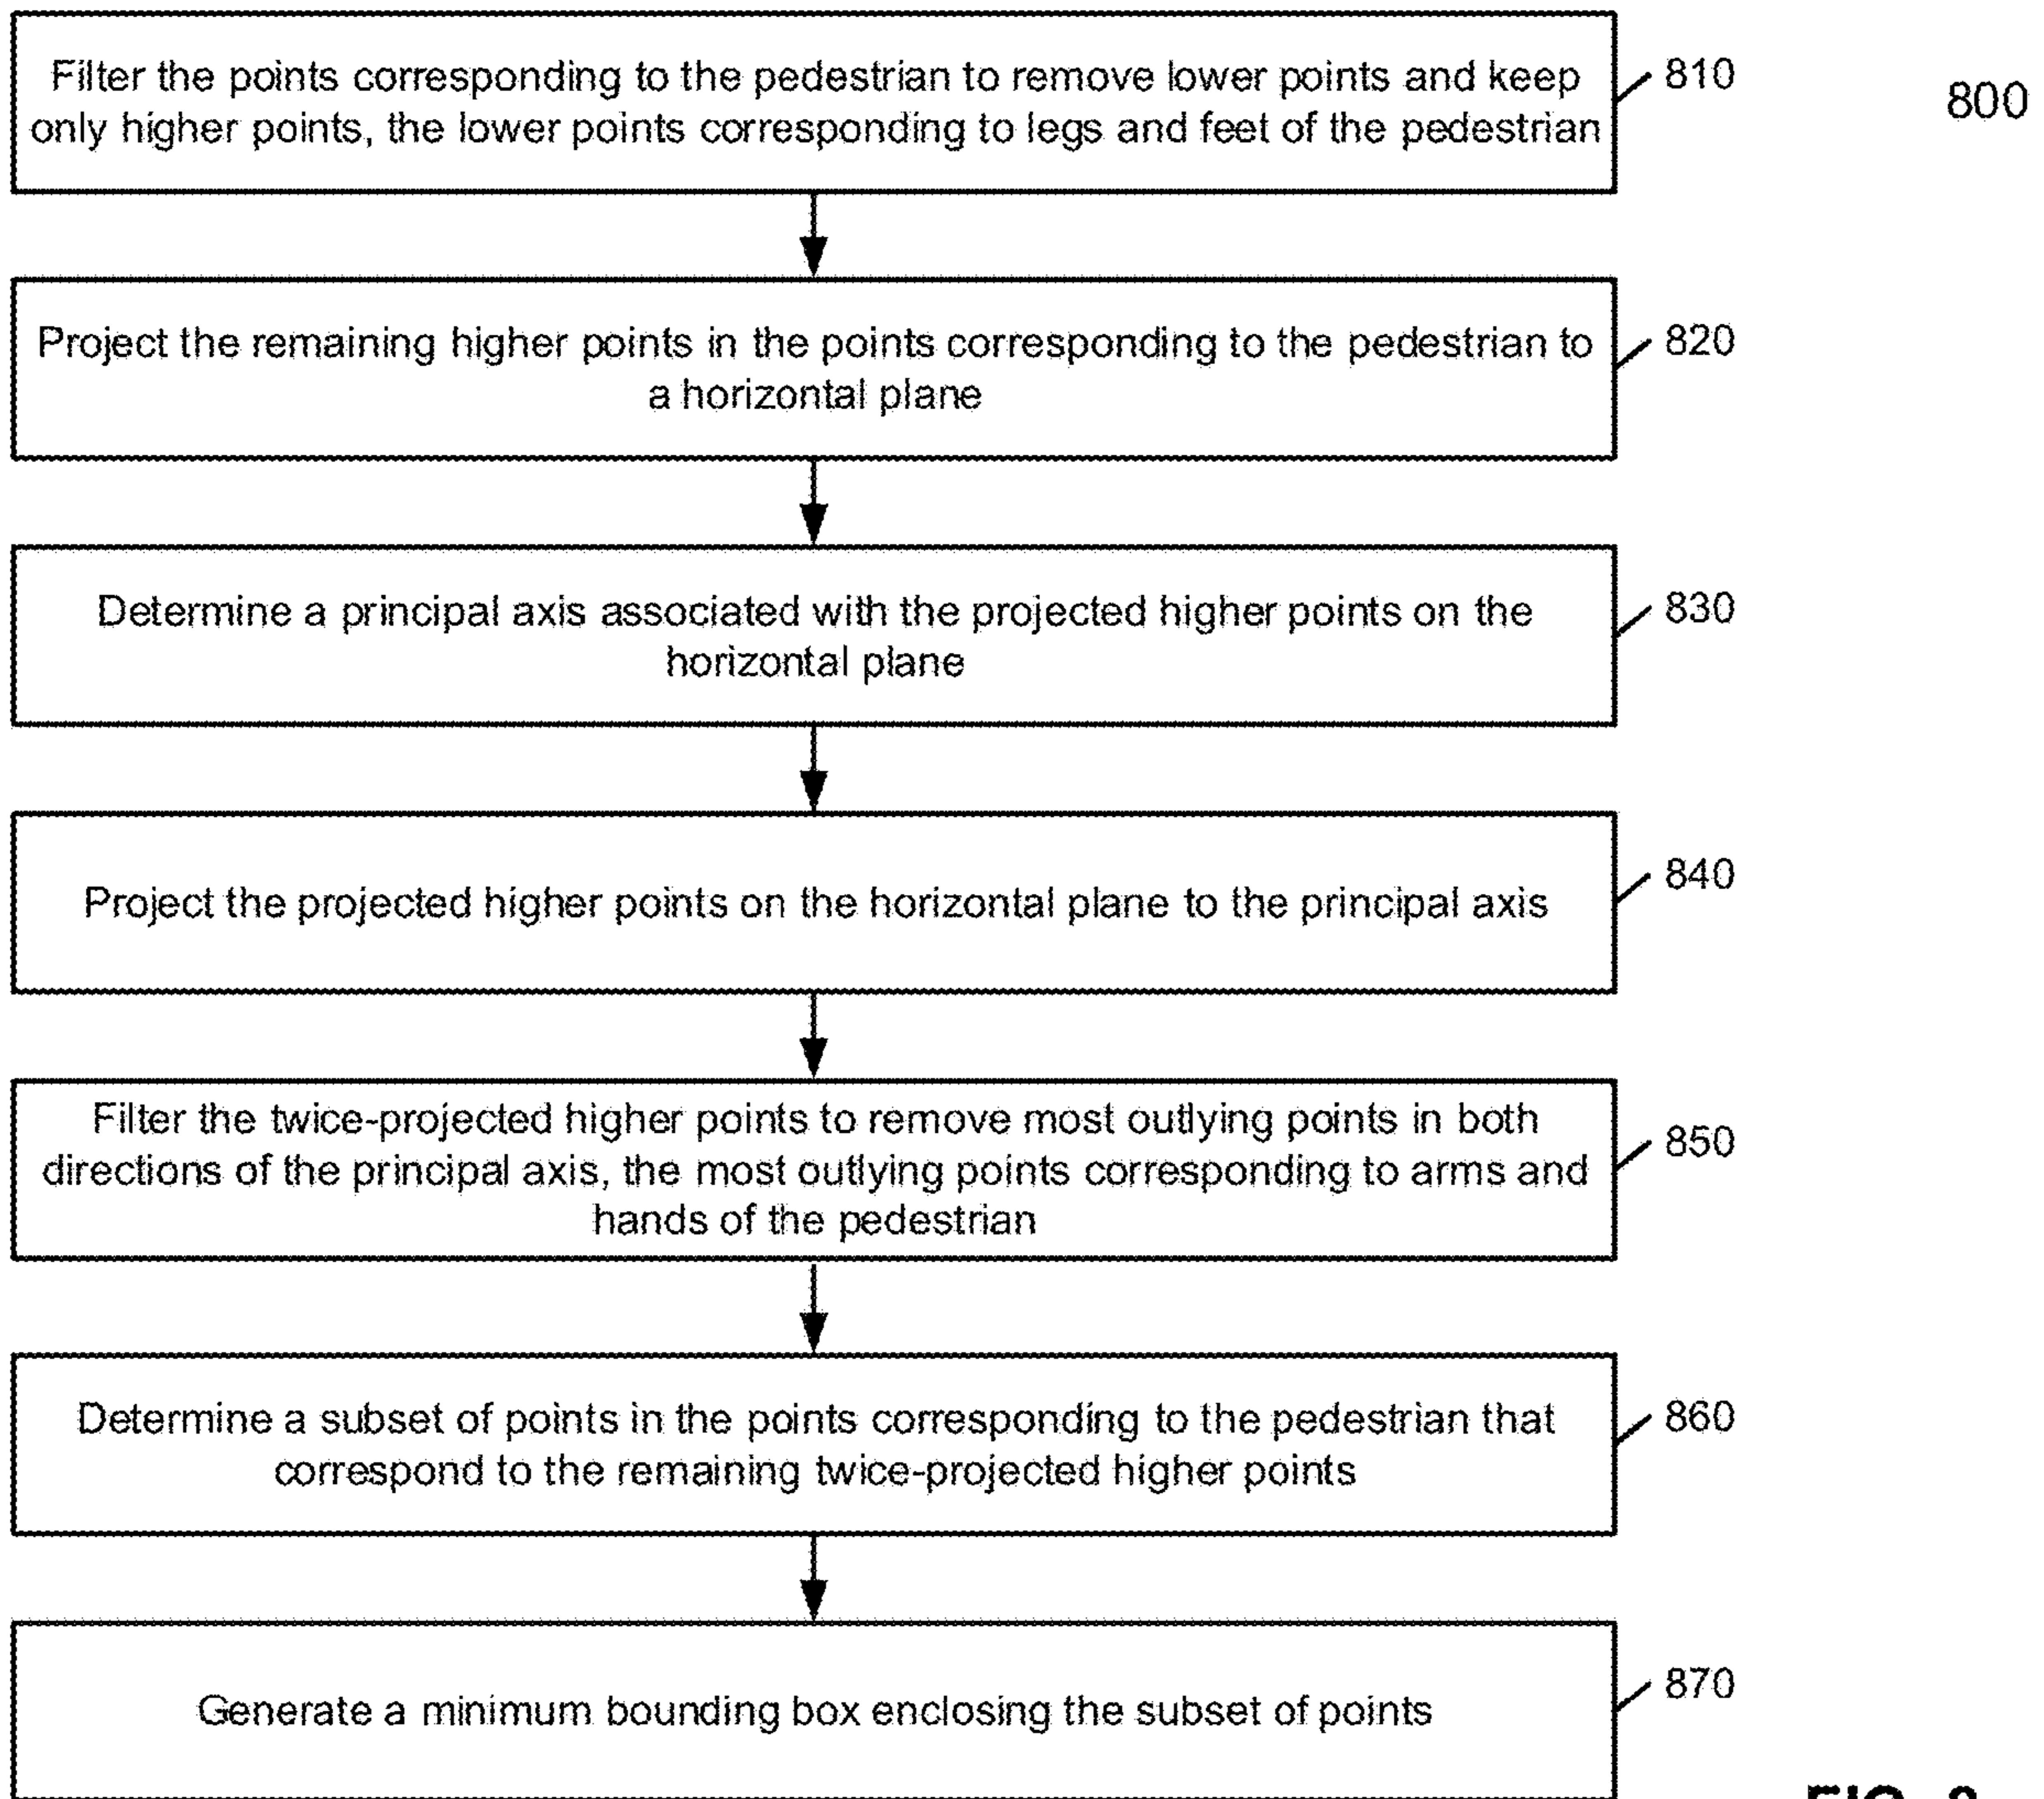 Filter the points corresponding to the pedestrian to remove lower points and keep
only higher points, the lower points corresponding to legs and feet of the pedestrian
810
800
Project the remaining higher points in the points corresponding to the pedestrian to
a horizontal plane
820
Determine a principal axis associated with the projected higher points on the
horizontal plane
830
Project the projected higher points on the horizontal plane to the principal axis
840
Filter the twice-projected higher points to remove most outlying points in both
directions of the principal axis, the most outlying points corresponding to arms and
hands of the pedestrian
850
Determine a subset of points in the points corresponding to the pedestrian that
correspond to the remaining twice-projected higher points
860
Generate a minimum bounding box enclosing the subset of points
870